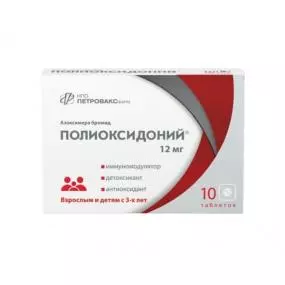 НПО
ПЕТРОВАКС ФАРМ
Азоксимера бромид
ПОЛИОКСИДОНИЙ®
12 мг
иммуномодулятор
детоксикант
антиоксидант
Взрослым и детям с 3-х лет
10
таблеток